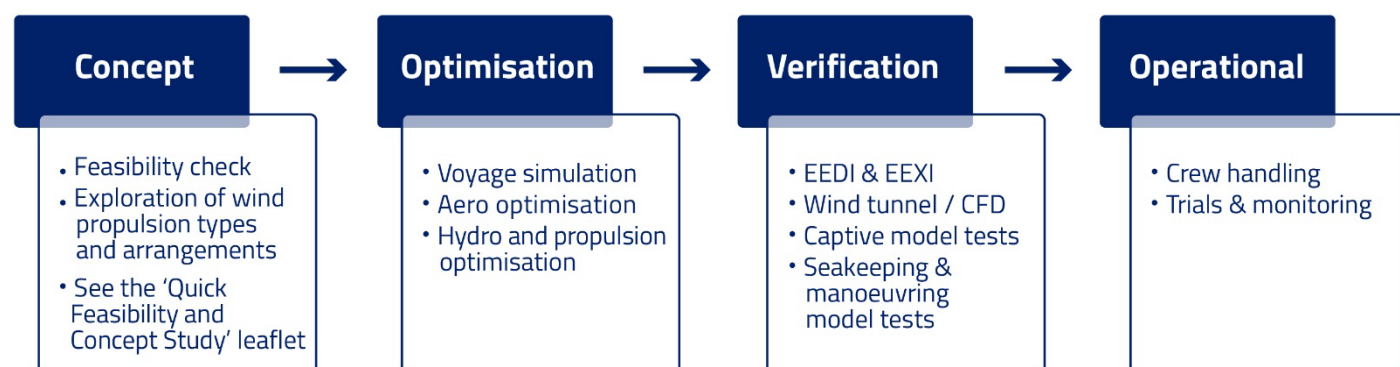 Concept
• Feasibility check
• Exploration of wind
propulsion types
and arrangements
• See the ‘Quick
Feasibility and
Concept Study’ leaflet
Optimisation
• Voyage simulation
• Aero optimisation
• Hydro and propulsion
optimisation
Verification
• EEDI & EEXI
• Wind tunnel / CFD
• Captive model tests
• Seakeeping &
manoeuvring
model tests
Operational
• Crew handling
• Trials & monitoring